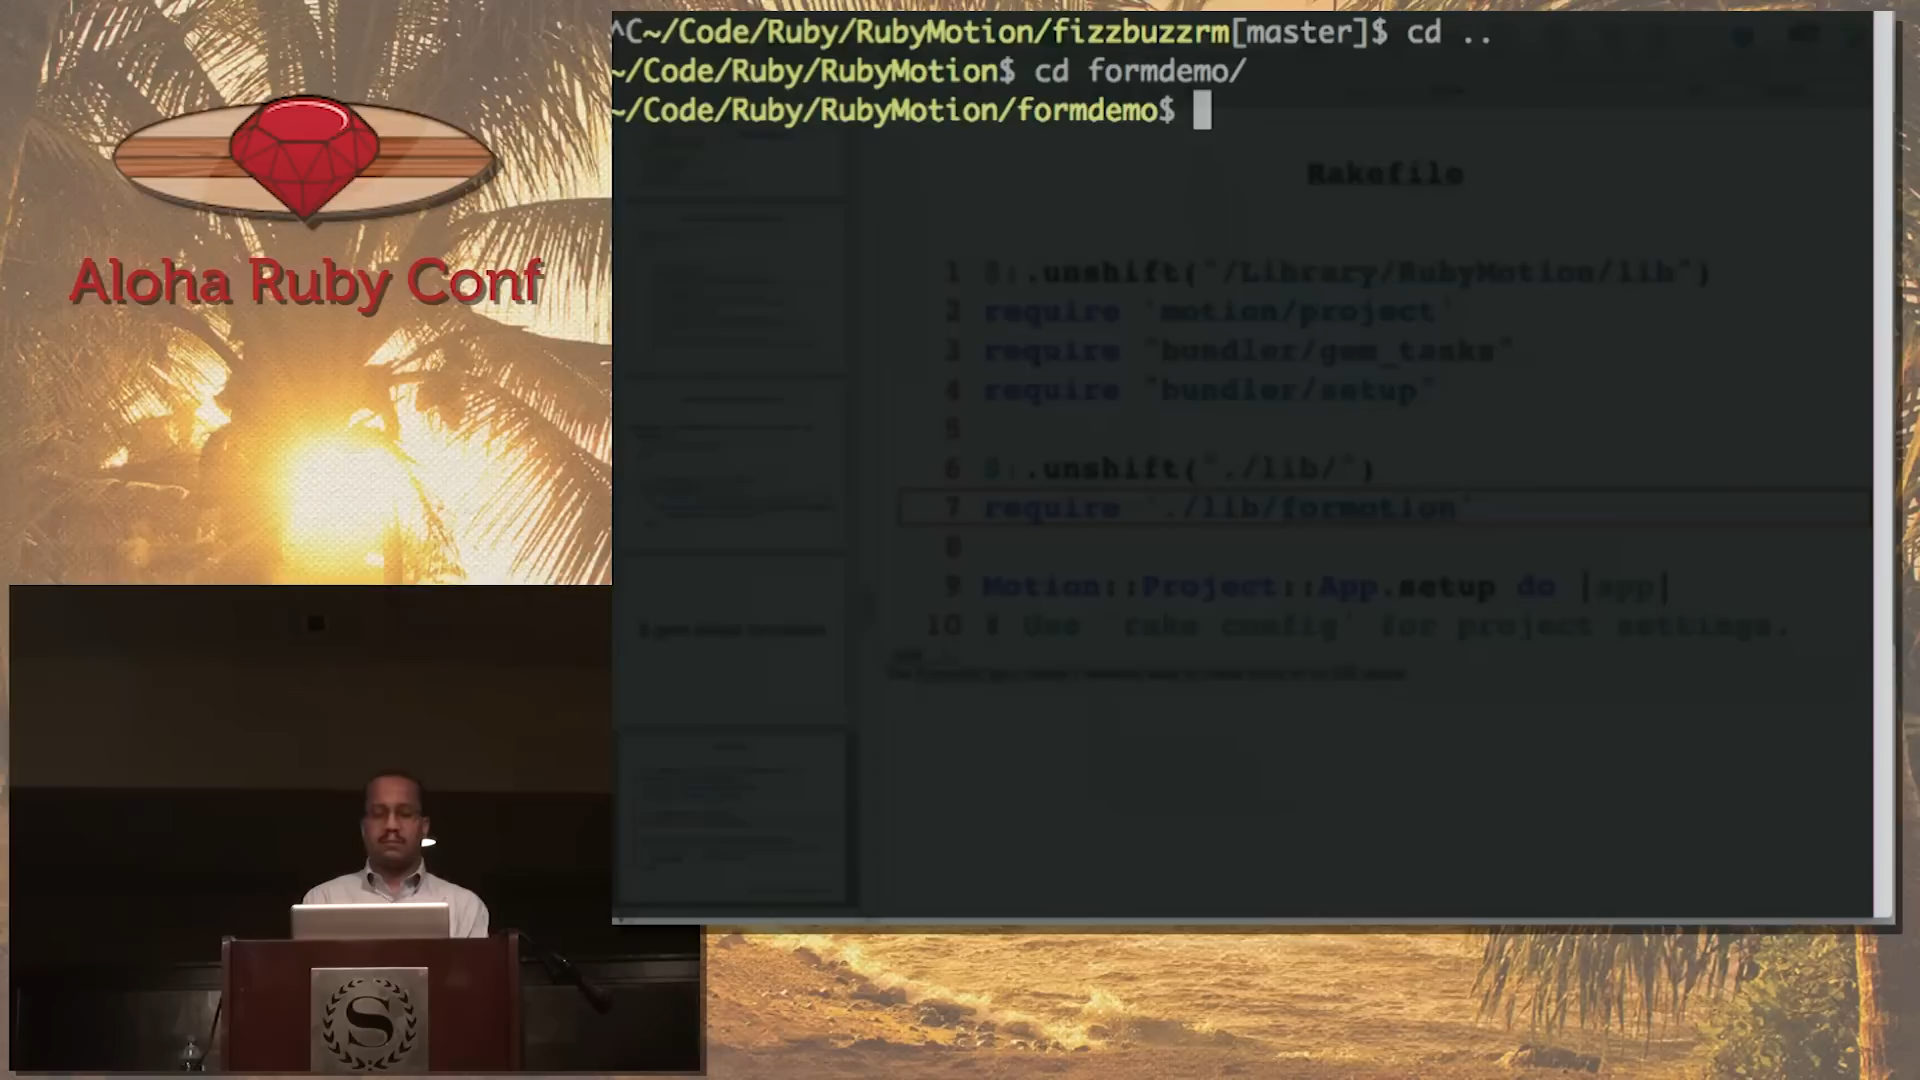 Aloha Ruby Conf
^C~/Code/Ruby/RubyMotion/fizzbuzzrm[master]$ cd ..
~/Code/Ruby/RubyMotion$ cd formdemo/
~/Code/Ruby/RubyMotion/formdemo$
Rakefile
1 $:.unshift("/Library/RubyMotion/lib")
2 require 'motion/project'
3 require "bundler/gem_tasks"
4 require "bundler/setup"
5
6 $:.unshift("./lib/")
7 require './lib/formotion'
8
9 Motion::Project::App.setup do |app|
10 # Use `rake config' for project settings.
S